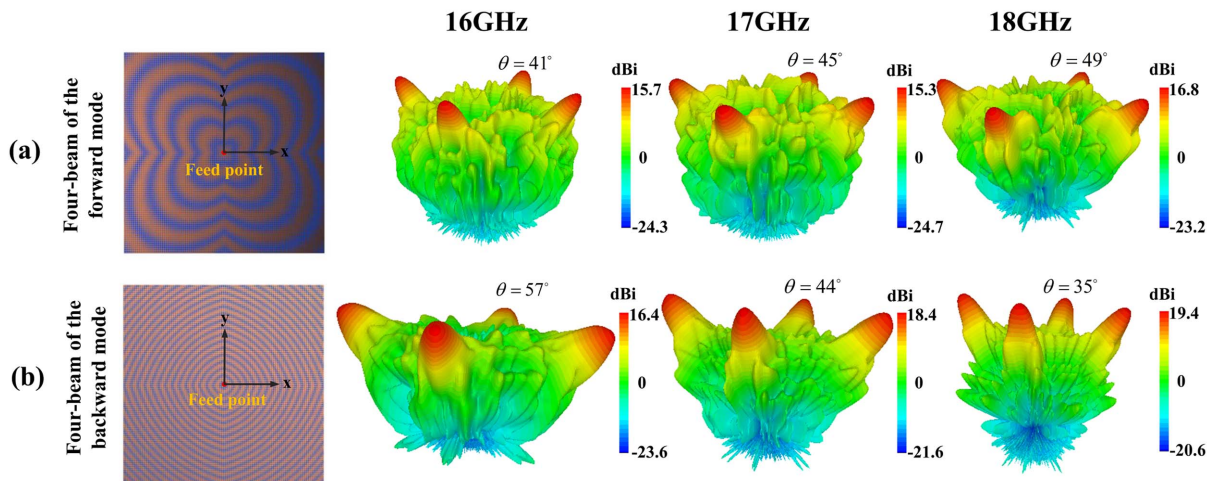 16GHz
17GHz
18GHz
(a)
Four-beam of the
forward mode
y
x
Feed point
θ = 41°
dBi
15.7
0
-24.3
θ = 45°
dBi
15.3
0
-24.7
θ = 49°
dBi
16.8
0
-23.2
(b)
Four-beam of the
backward mode
y
x
Feed point
θ = 57°
dBi
16.4
0
-23.6
θ = 44°
dBi
18.4
0
-21.6
θ = 35°
dBi
19.4
0
-20.6